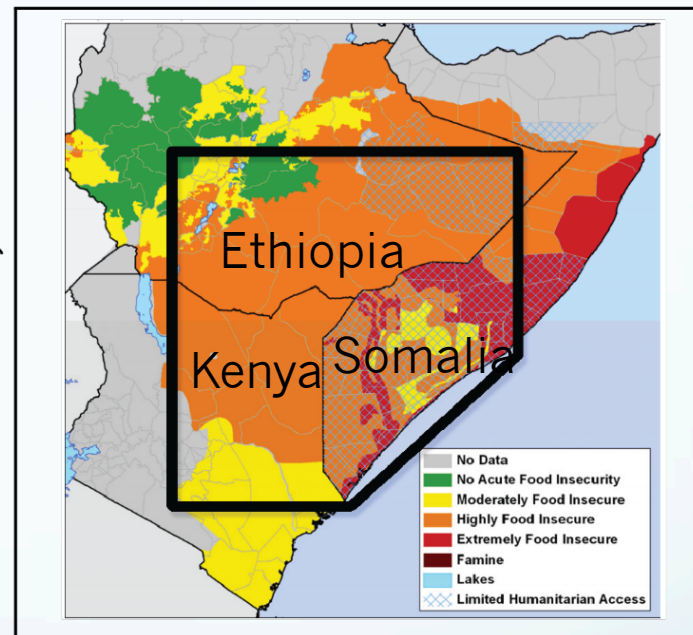 Ethiopia
Kenya
Somalia
No Data
No Acute Food Insecurity
Moderately Food Insecure
Highly Food Insecure
Extremely Food Insecure
Famine
Lakes
Limited Humanitarian Access